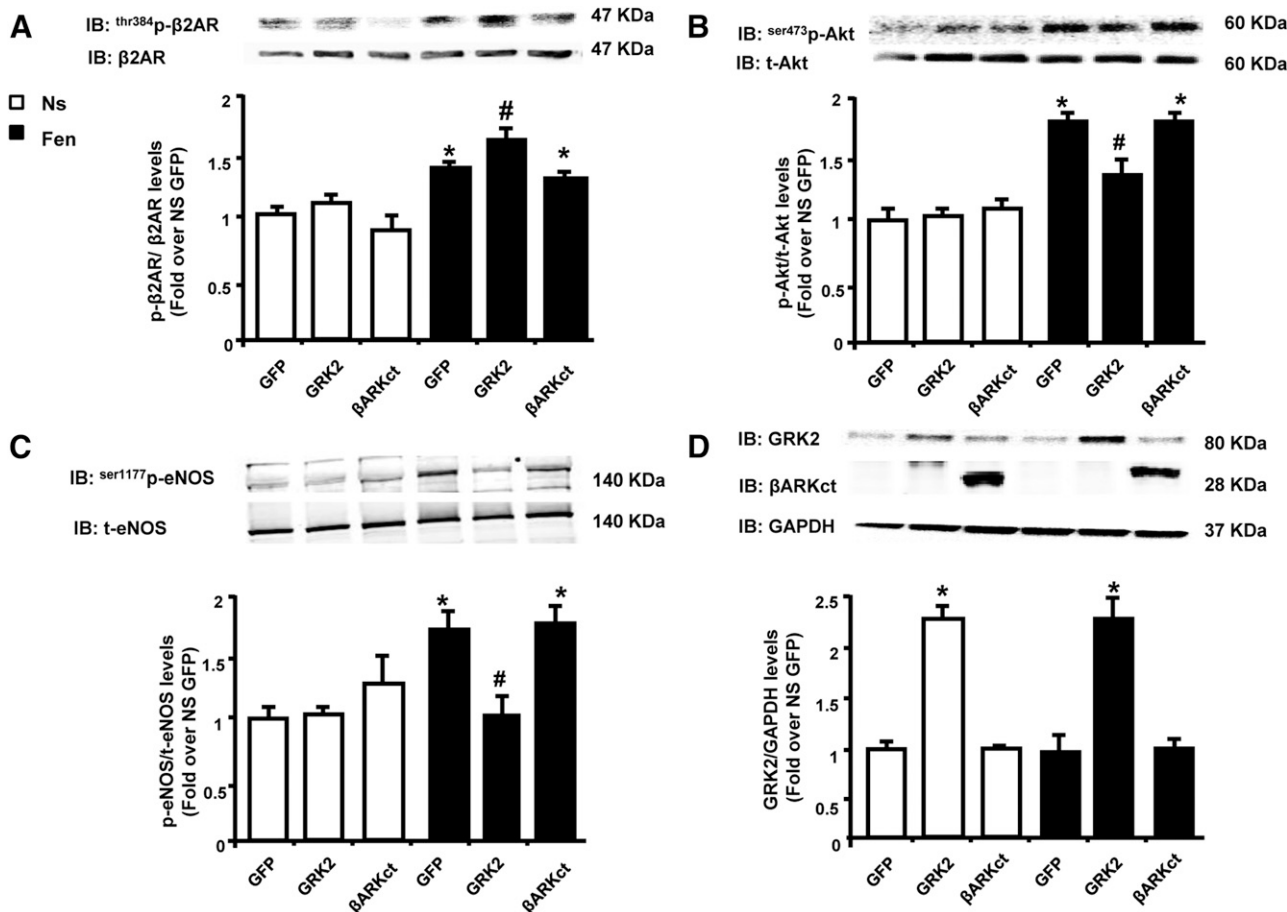 A
IB: thr384p-β2AR
47 KDa
IB: β2AR
47 KDa
Ns
Fen
p-β2AR/ β2AR levels
(Fold over NS GFP)
2
1.5
1
0.5
0
*
#
*
GFP
GRK2
βARKct
GFP
GRK2
βARKct
B
IB: ser473p-Akt
60 KDa
IB: t-Akt
60 KDa
p-Akt/t-Akt levels
(Fold over NS GFP)
2
1.5
1
0.5
0
*
#
*
GFP
GRK2
βARKct
GFP
GRK2
βARKct
C
IB: ser1177p-eNOS
140 KDa
IB: t-eNOS
140 KDa
p-eNOS/t-eNOS levels
(Fold over NS GFP)
2
1.5
1
0.5
0
*
#
*
GFP
GRK2
βARKct
GFP
GRK2
βARKct
D
IB: GRK2
80 KDa
IB: βARKct
28 KDa
IB: GAPDH
37 KDa
GRK2/GAPDH levels
(Fold over NS GFP)
2.5
2
1.5
1
0.5
0
*
*
GFP
GRK2
βARKct
GFP
GRK2
βARKct